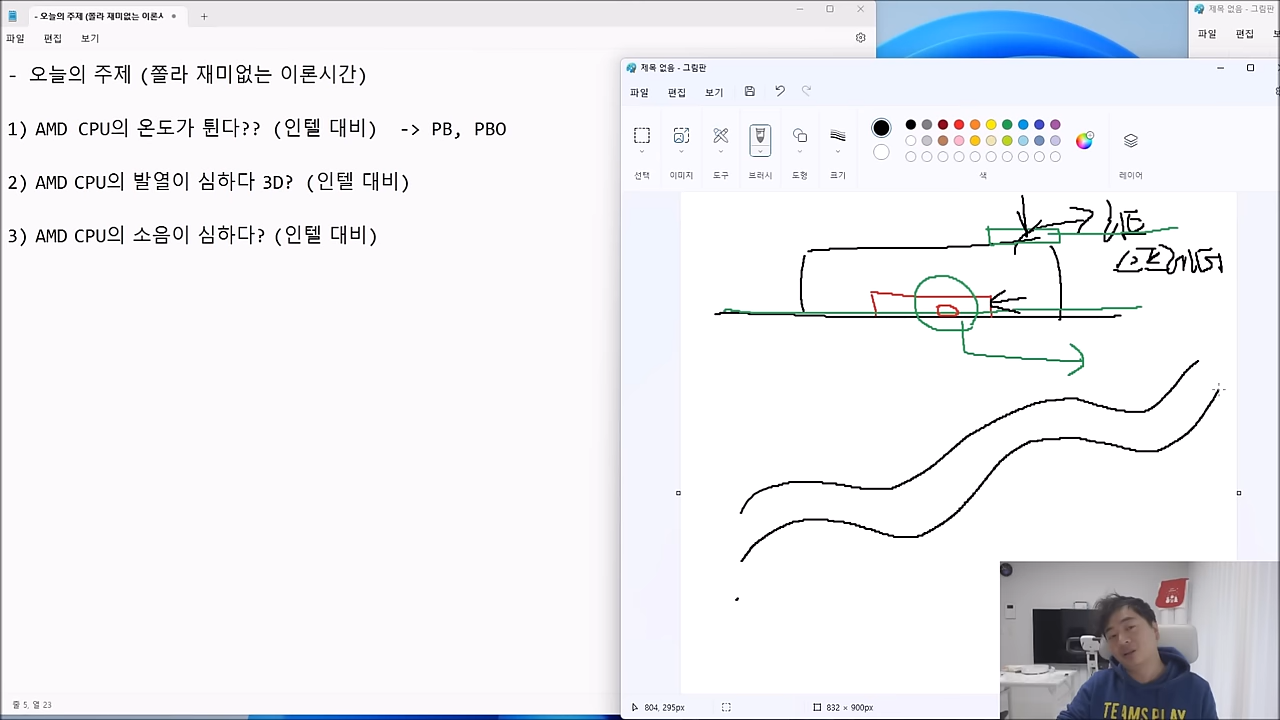 - 오늘의 주제 (쫄라 재미없는 이론시
파일 편집 보기
- 오늘의 주제 (쫄라 재미없는 이론시간)
1) AMD CPU의 온도가 튄다?? (인텔 대비) -> PB, PBO
2) AMD CPU의 발열이 심하다 3D? (인텔 대비)
3) AMD CPU의 소음이 심하다? (인텔 대비)
줄 5, 열 23
제목 없음 - 그림판
파일 편집
제목 없음 - 그림판
파일 편집 보기
선택 이미지 도구 브러시 도형 크기 색 레이어
804, 295px
832 × 900px
TEAMS PLAY